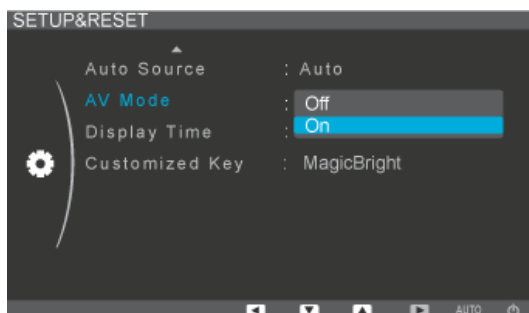 SETUP&RESET
Auto Source : Auto
AV Mode : Off
On
Display Time :
Customized Key : MagicBright
AUTO